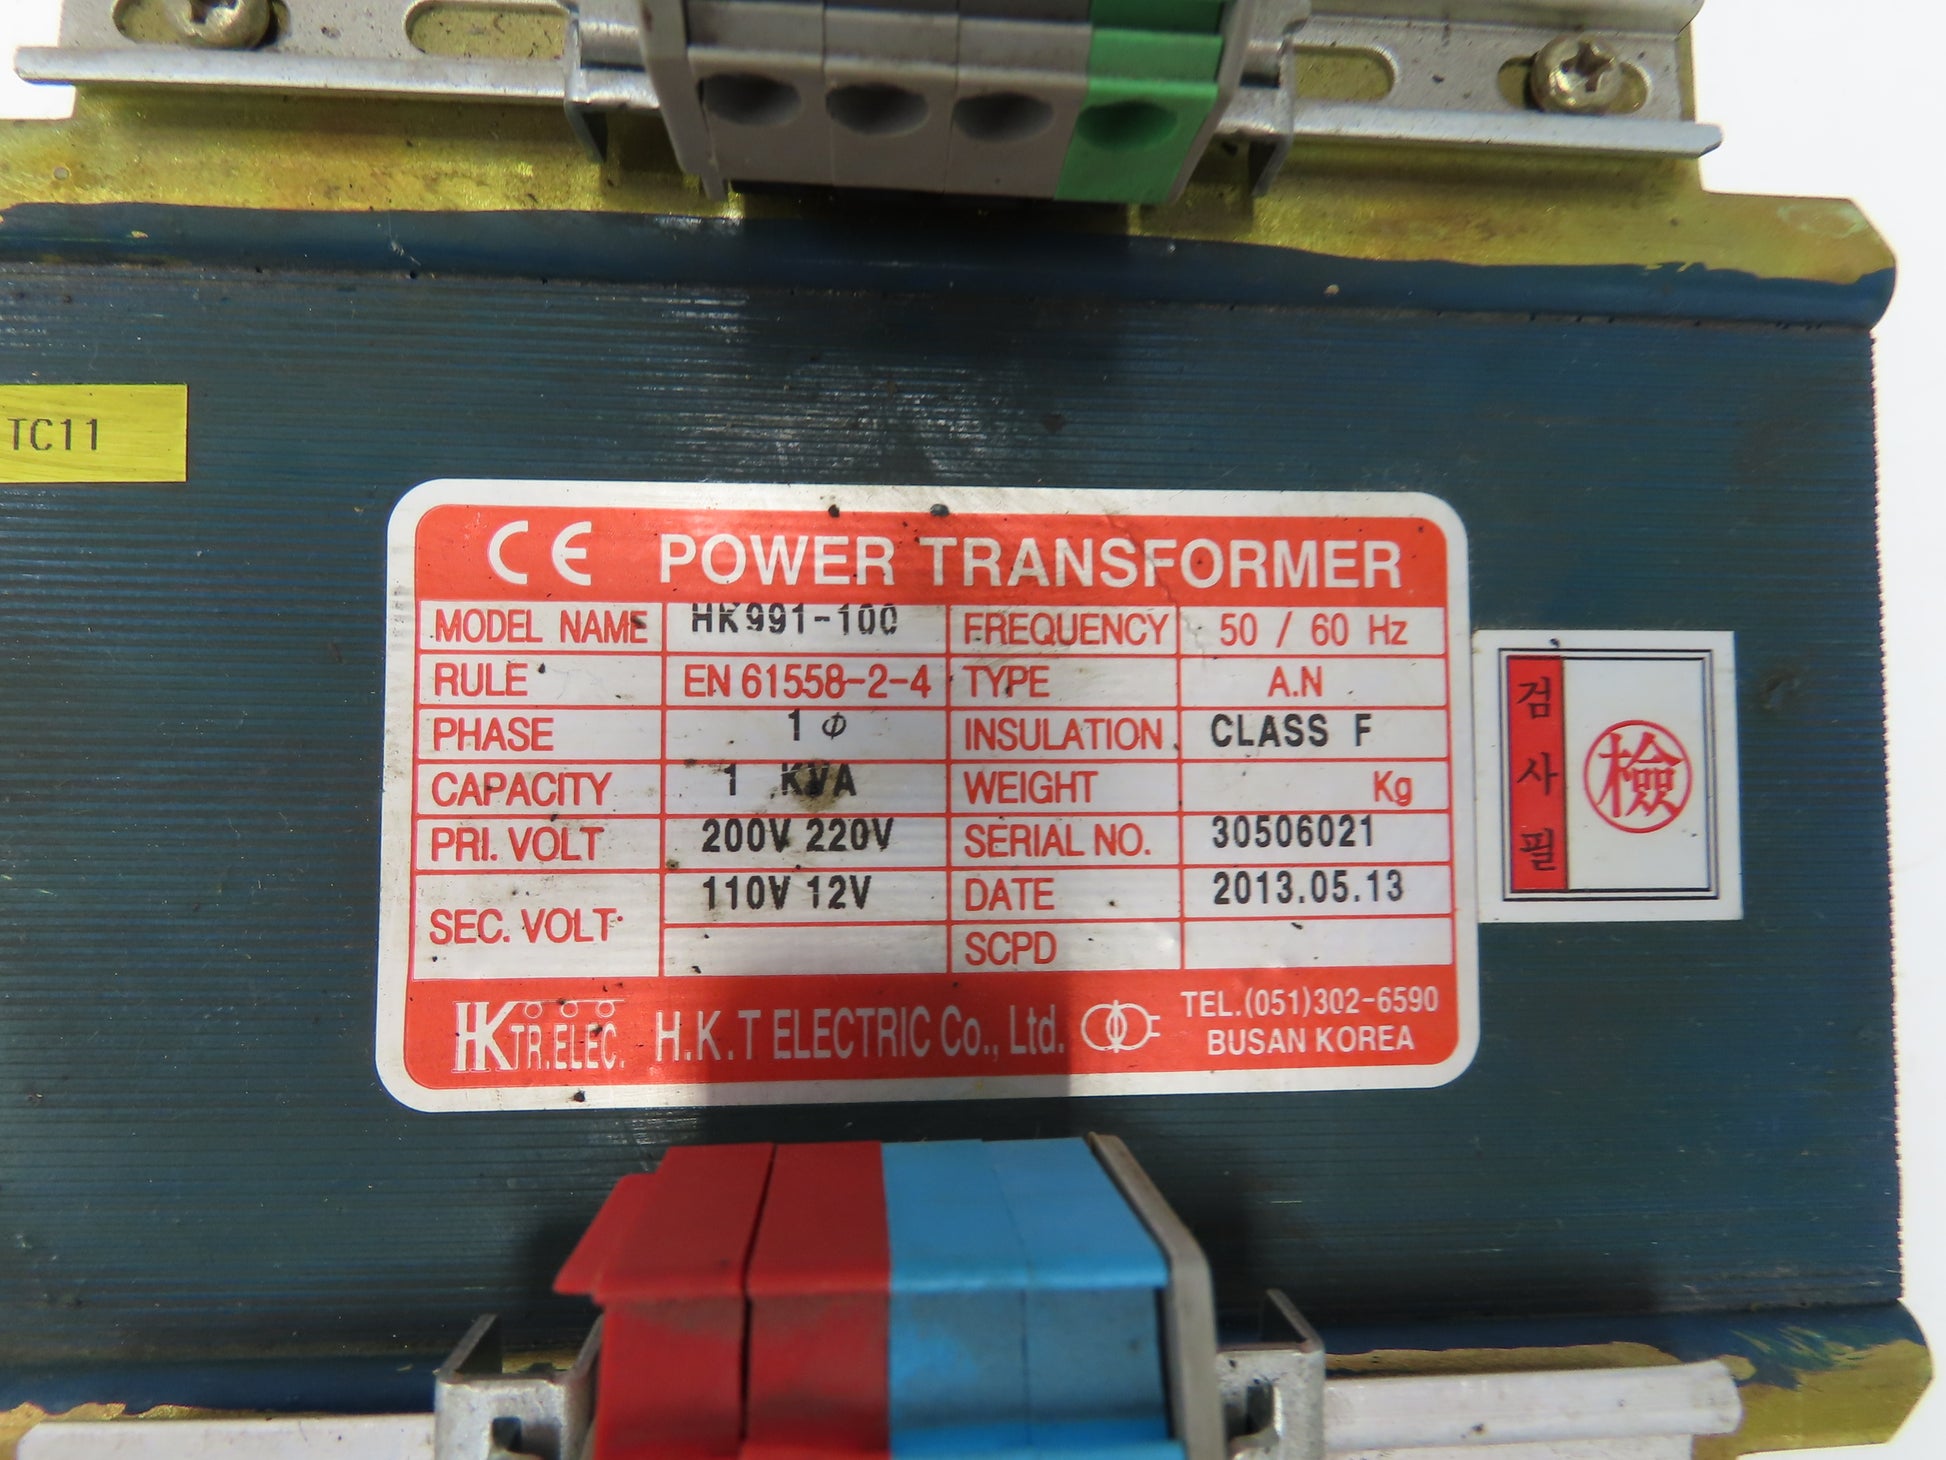 TC11
CE POWER TRANSFORMER
MODEL NAME HK991-100 FREQUENCY 50 / 60 Hz
RULE EN 61558-2-4 TYPE A.N
PHASE 1 Φ INSULATION CLASS F
CAPACITY 1 KVA WEIGHT Kg
PRI. VOLT 200V 220V SERIAL NO. 30506021
SEC. VOLT 110V 12V DATE 2013.05.13
SCPD
HK TR.ELEC. H.K.T ELECTRIC Co., Ltd. TEL.(051)302-6590
BUSAN KOREA
검사필
檢